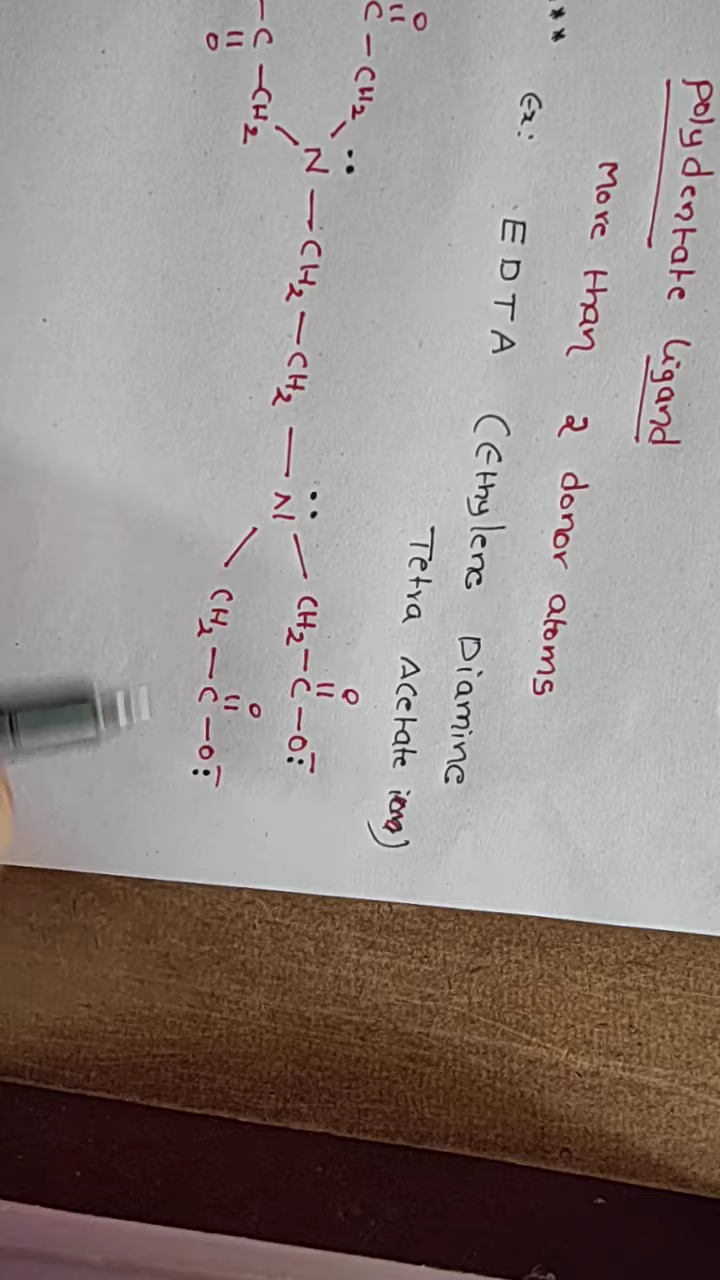 Polydentate ligand
More than 2 donor atoms
*** Ex: EDTA (Ethylene Diamine
Tetra Acetate ion)
O O
|| ||
C – CH₂ CH₂ – C – O:⁻
N̈ – CH₂ – CH₂ – N̈
– C – CH₂ CH₂ – C – O:⁻
|| ||
O O